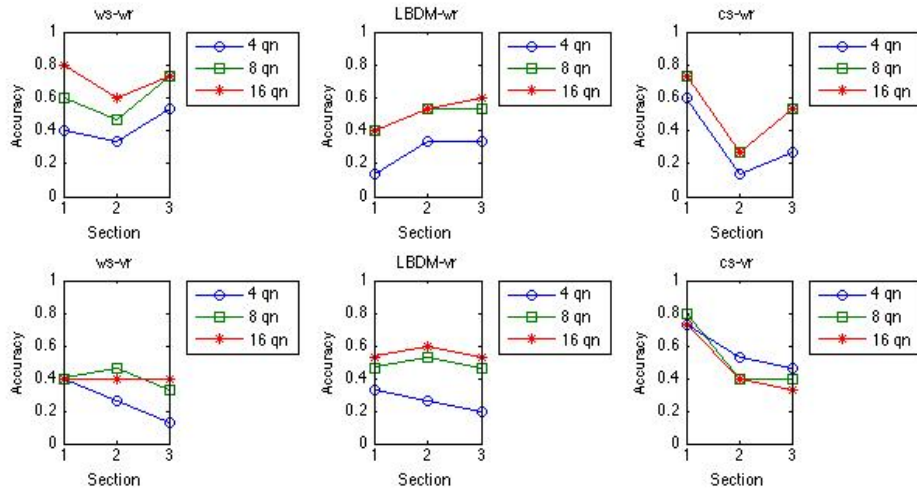 ws-wr
1
0.8
0.6
0.4
0.2
0
Accuracy
1 2 3
Section
4 qn
8 qn
16 qn
LBDM-wr
1
0.8
0.6
0.4
0.2
0
Accuracy
1 2 3
Section
4 qn
8 qn
16 qn
cs-wr
1
0.8
0.6
0.4
0.2
0
Accuracy
1 2 3
Section
4 qn
8 qn
16 qn
ws-vr
1
0.8
0.6
0.4
0.2
0
Accuracy
1 2 3
Section
4 qn
8 qn
16 qn
LBDM-vr
1
0.8
0.6
0.4
0.2
0
Accuracy
1 2 3
Section
4 qn
8 qn
16 qn
cs-vr
1
0.8
0.6
0.4
0.2
0
Accuracy
1 2 3
Section
4 qn
8 qn
16 qn